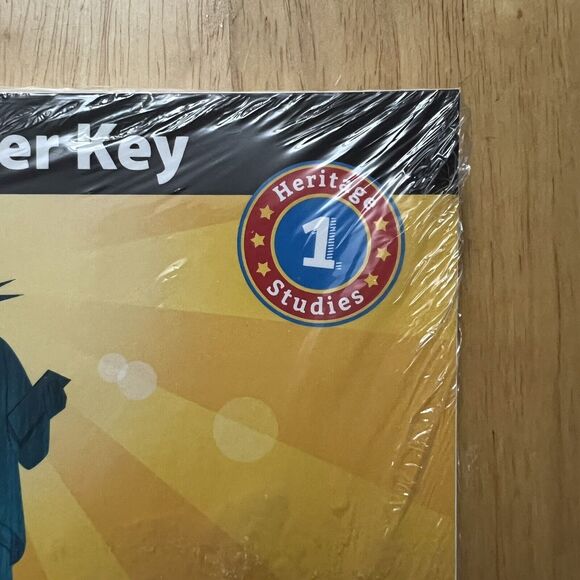 er Key
Heritage
1
Studies